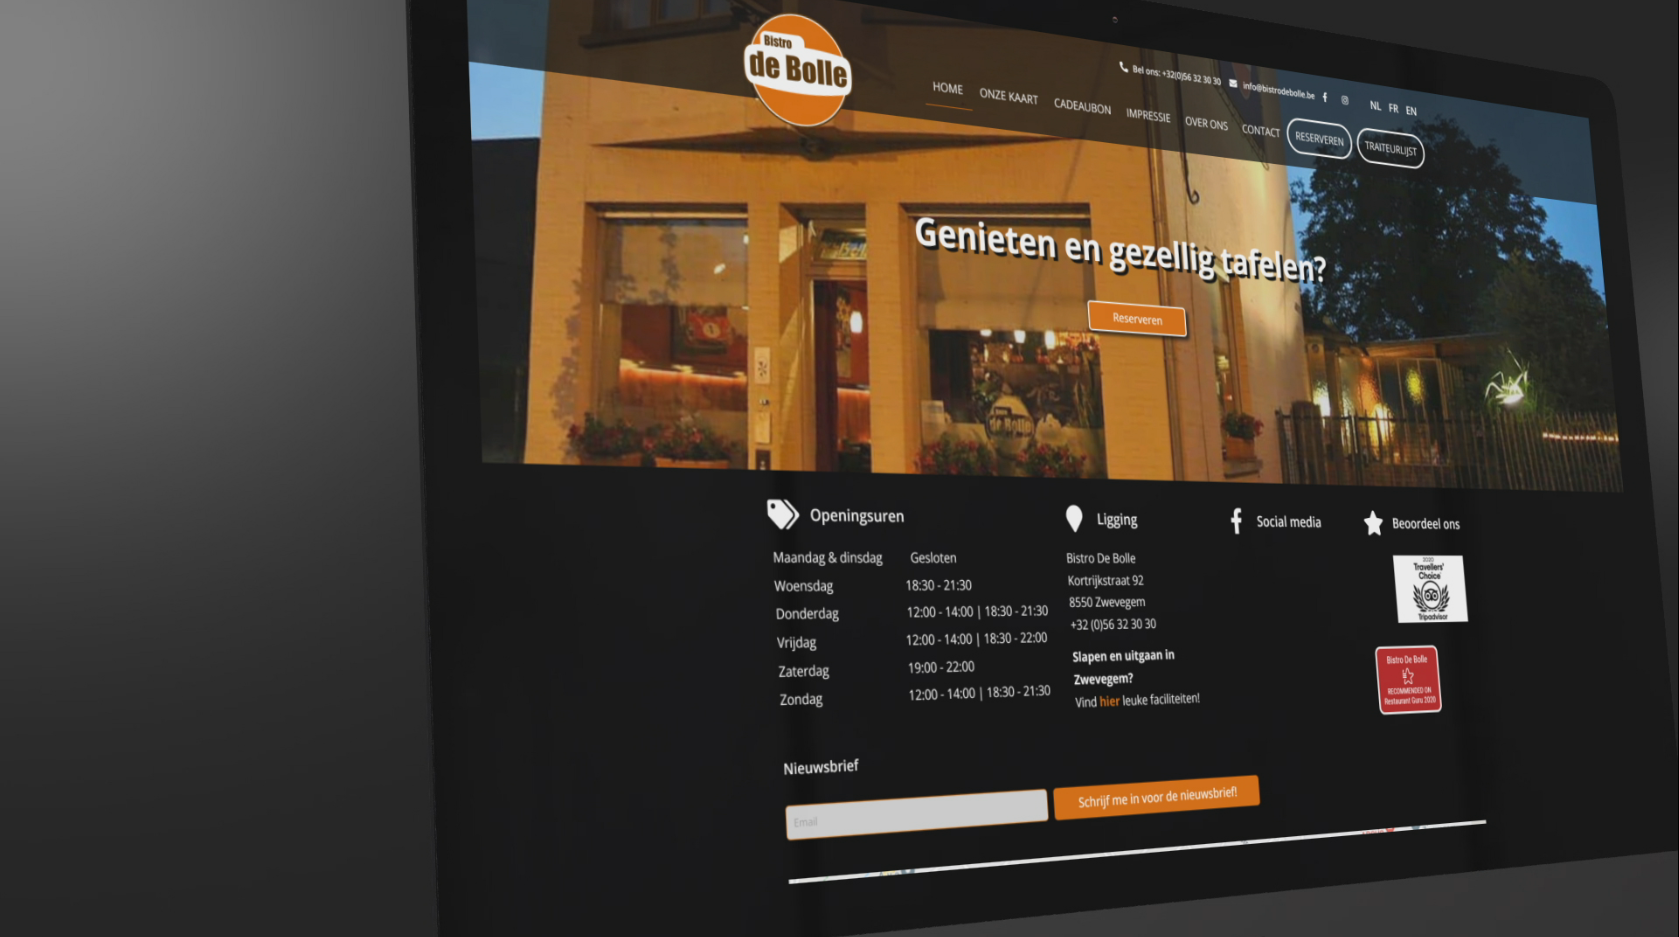 Bistro
de Bolle
Bel ons: +32(0)56 32 30 30
info@bistrodebolle.be
NL FR EN
HOME
ONZE KAART
CADEAUBON
IMPRESSIE
OVER ONS
CONTACT
RESERVEREN
TRAITEURLIJST
Genieten en gezellig tafelen?
Reserveren
de Bolle
Openingsuren
Maandag & dinsdag Gesloten
Woensdag 18:30 - 21:30
Donderdag 12:00 - 14:00 | 18:30 - 21:30
Vrijdag 12:00 - 14:00 | 18:30 - 22:00
Zaterdag 19:00 - 22:00
Zondag 12:00 - 14:00 | 18:30 - 21:30
Ligging
Bistro De Bolle
Kortrijkstraat 92
8550 Zwevegem
+32 (0)56 32 30 30
Slapen en uitgaan in
Zwevegem?
Vind hier leuke faciliteiten!
Social media
Beoordeel ons
2020
Travellers'
Choice
Tripadvisor
Bistro De Bolle
RECOMMENDED ON
Restaurant Guru 2020
Nieuwsbrief
Email
Schrijf me in voor de nieuwsbrief!